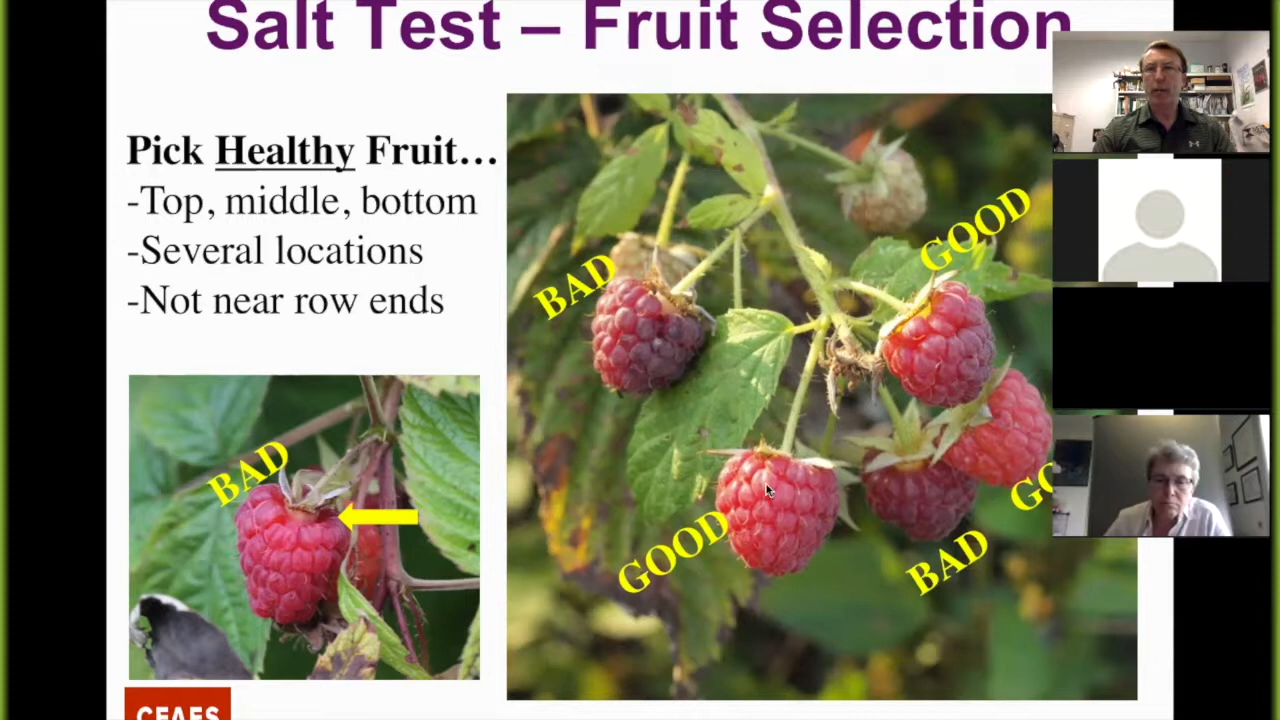 Salt Test – Fruit Selection
Pick Healthy Fruit…
-Top, middle, bottom
-Several locations
-Not near row ends
BAD
BAD
GOOD
GOOD
BAD
CFAES